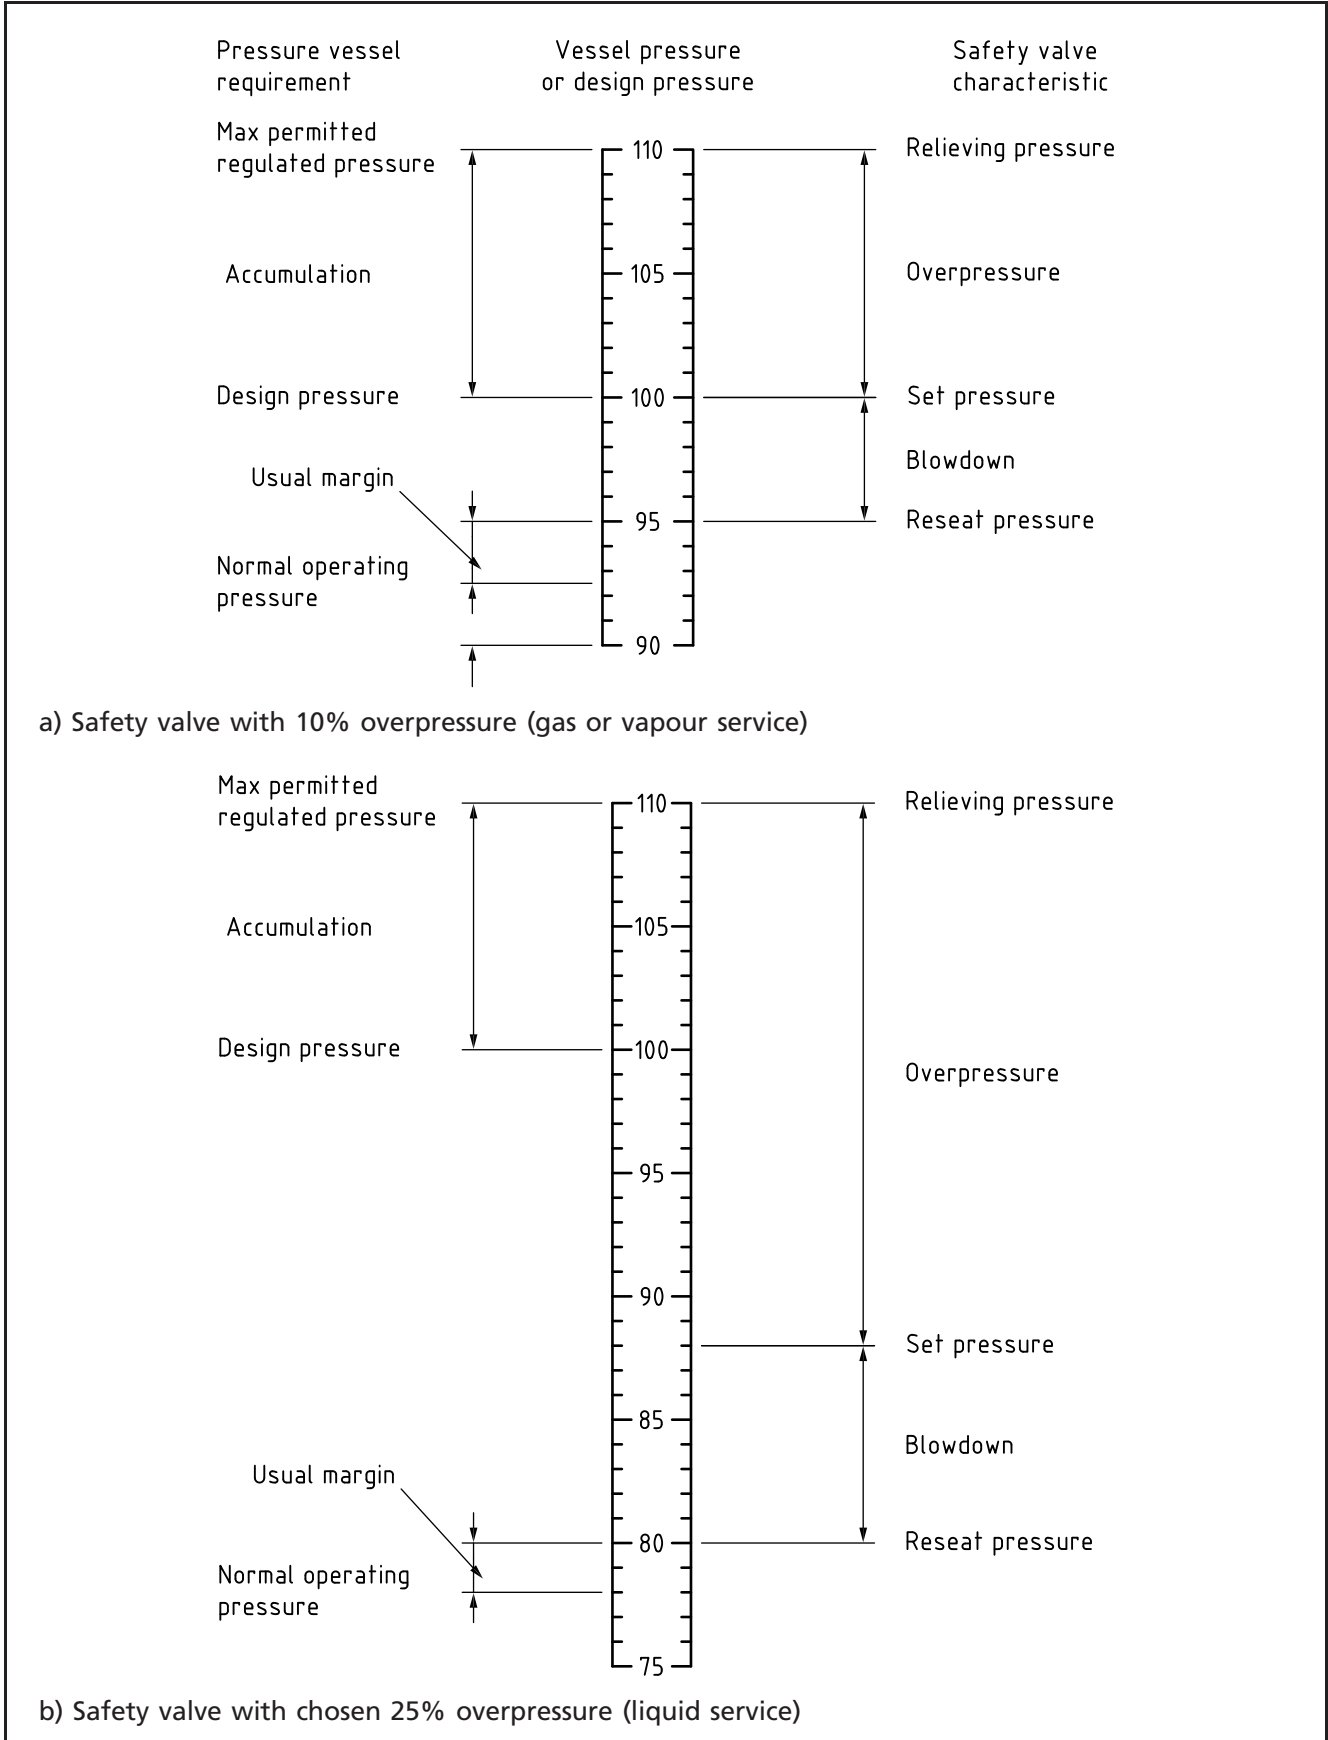 Pressure vessel
requirement
Vessel pressure
or design pressure
Safety valve
characteristic
Max permitted
regulated pressure
110
Relieving pressure
Accumulation
105
Overpressure
Design pressure
100
Set pressure
Usual margin
Blowdown
95
Reseat pressure
Normal operating
pressure
90
a) Safety valve with 10% overpressure (gas or vapour service)
Max permitted
regulated pressure
110
Relieving pressure
Accumulation
105
Design pressure
100
Overpressure
95
90
Set pressure
85
Blowdown
Usual margin
80
Reseat pressure
Normal operating
pressure
75
b) Safety valve with chosen 25% overpressure (liquid service)